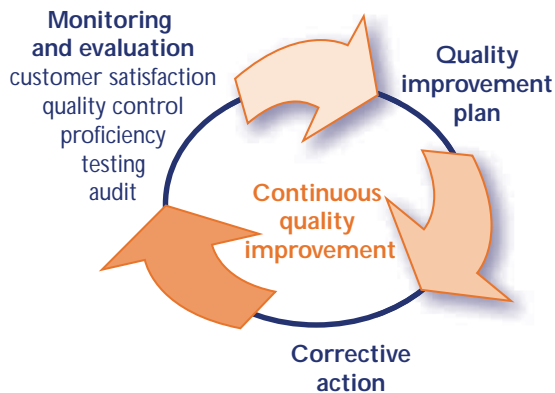 Monitoring
and evaluation
customer satisfaction
quality control
proficiency
testing
audit
Quality
improvement
plan
Continuous
quality
improvement
Corrective
action